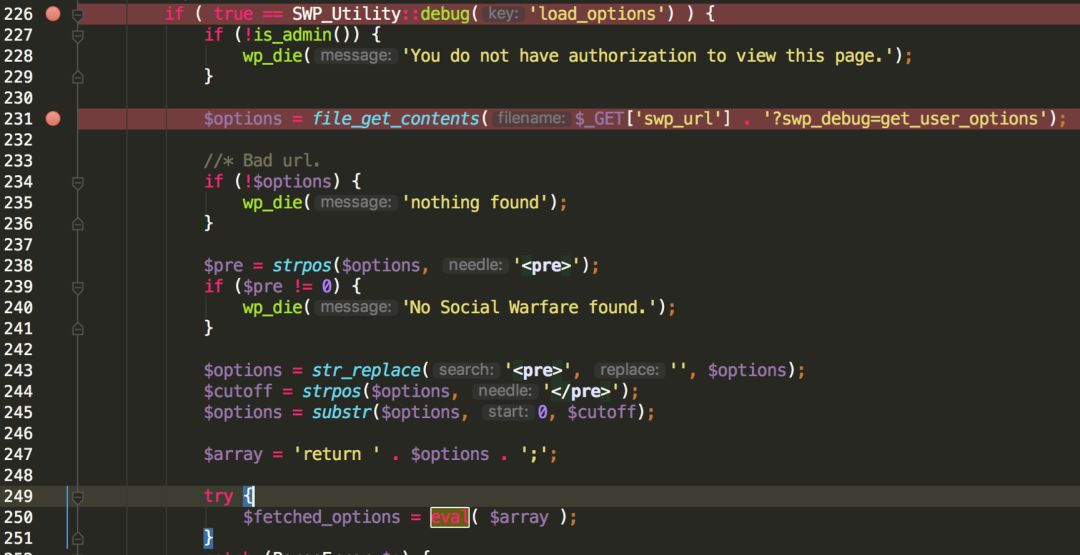 226 if ( true == SWP_Utility::debug( key: 'load_options') ) {
227 if (!is_admin()) {
228 wp_die( message: 'You do not have authorization to view this page.');
229 }
230
231 $options = file_get_contents( filename: $_GET['swp_url'] . '?swp_debug=get_user_options');
232
233 //* Bad url.
234 if (!$options) {
235 wp_die( message: 'nothing found');
236 }
237
238 $pre = strpos($options, needle: '<pre>');
239 if ($pre != 0) {
240 wp_die( message: 'No Social Warfare found.');
241 }
242
243 $options = str_replace( search: '<pre>', replace: '', $options);
244 $cutoff = strpos($options, needle: '</pre>');
245 $options = substr($options, start: 0, $cutoff);
246
247 $array = 'return ' . $options . ';';
248
249 try {
250 $fetched_options = eval( $array );
251 }